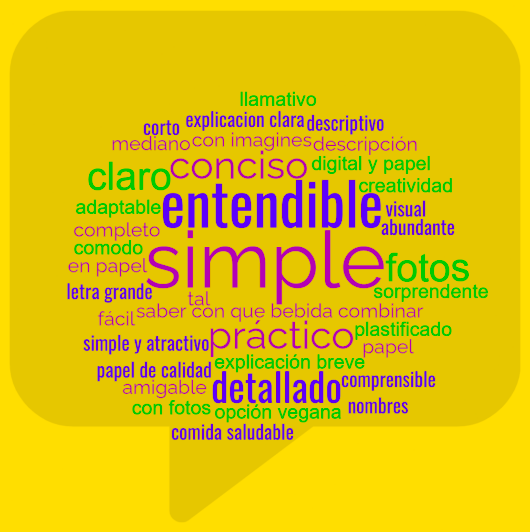 llamativo
corto explicacion clara descriptivo
mediano con imagines descripción
claro conciso digital y papel
creatividad
adaptable entendible visual
completo abundante
comodo simple fotos
en papel
letra grande tal sorprendente
fácil saber con que bebida combinar
simple y atractivo práctico plastificado
papel
papel de calidad explicación breve
amigable detallado comprensible
con fotos opción vegana nombres
comida saludable